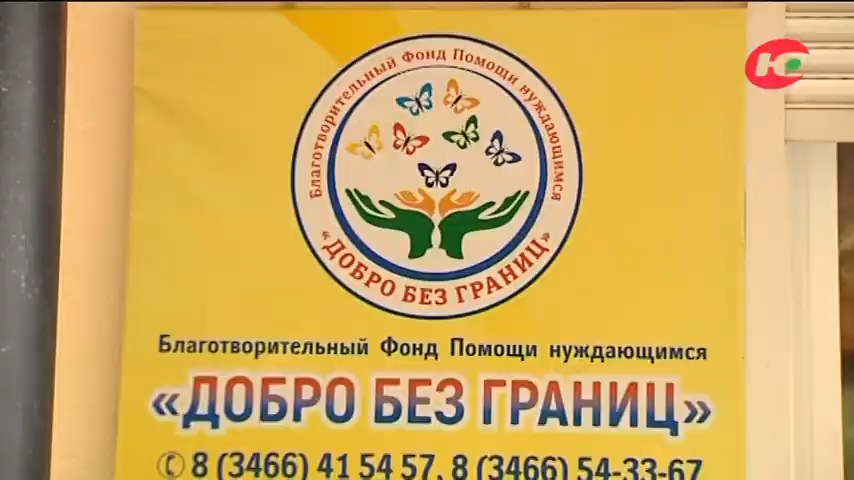 Благотворительный Фонд Помощи нуждающимся
«ДОБРО БЕЗ ГРАНИЦ»
Благотворительный Фонд Помощи нуждающимся
«ДОБРО БЕЗ ГРАНИЦ»
8 (3466) 41 54 57, 8 (3466) 54-33-67
Ю